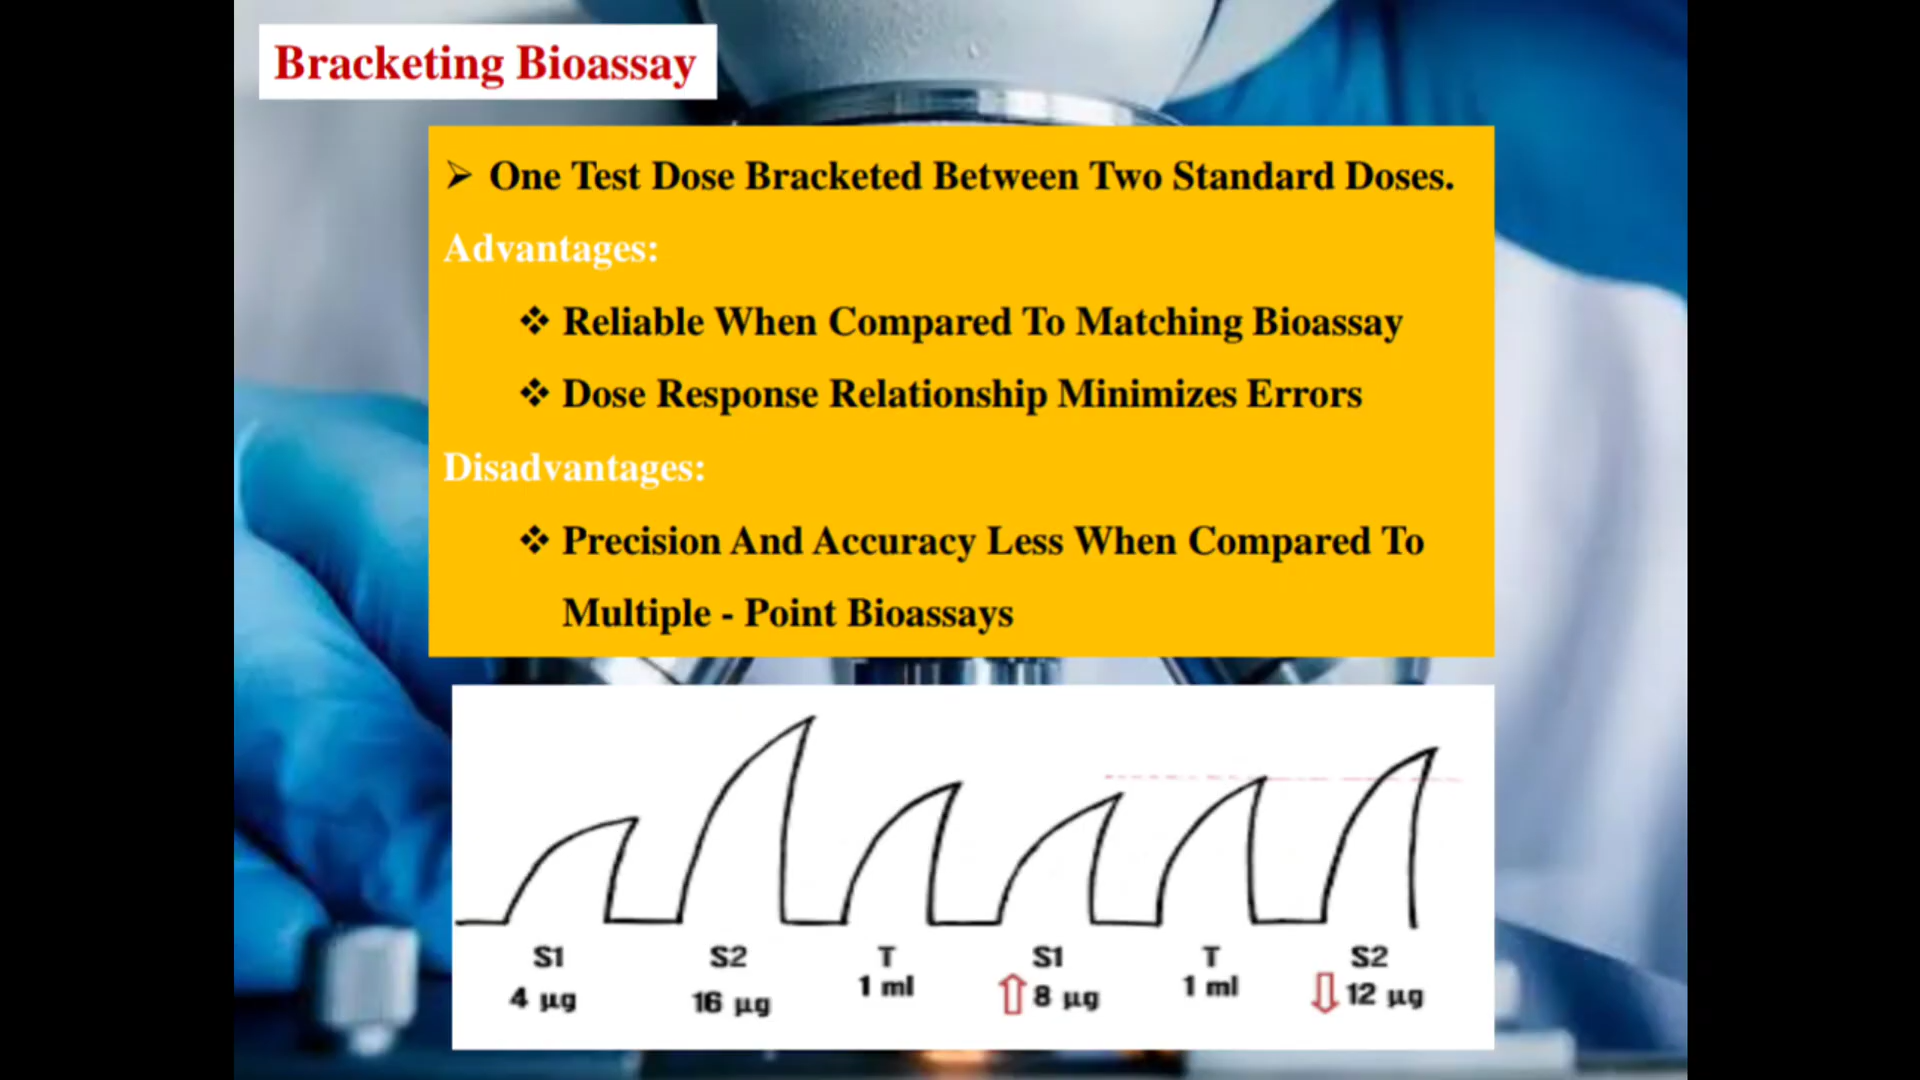 Bracketing Bioassay
➢ One Test Dose Bracketed Between Two Standard Doses.
Advantages:
❖ Reliable When Compared To Matching Bioassay
❖ Dose Response Relationship Minimizes Errors
Disadvantages:
❖ Precision And Accuracy Less When Compared To
Multiple - Point Bioassays
S1 S2 T S1 T S2
4 µg 16 µg 1 ml 8 µg 1 ml 12 µg